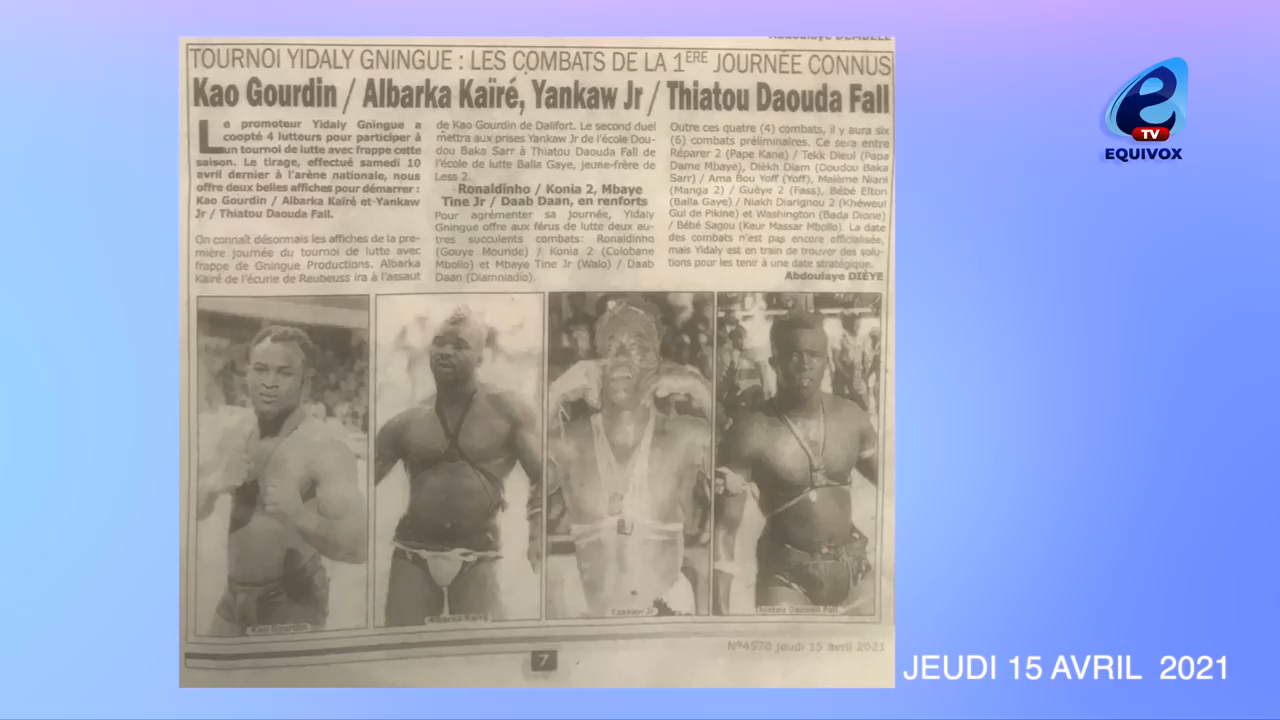 TOURNOI YIDALY GNINGUE : LES COMBATS DE LA 1ERE JOURNÉE CONNUS
Kao Gourdin / Albarka Kaïré, Yankaw Jr / Thiatou Daouda Fall
Le promoteur Yidaly Gningue a
coopté 4 lutteurs pour participer à
un tournoi de lutte avec frappe cette
saison. Le tirage, effectué samedi 10
avril dernier à l'arène nationale, nous
offre deux belles affiches pour démarrer :
Kao Gourdin / Albarka Kaïré et Yankaw
Jr / Thiatou Daouda Fall.
On connaît désormais les affiches de la pre-
mière journée du tournoi de lutte avec
frappe de Gningue Productions. Albarka
Kaïré de l'écurie de Reubeuss ira à l'assaut
de Kao Gourdin de Dalifort. Le second duel
mettra aux prises Yankaw Jr de l'école Dou-
dou Baka Sarr à Thiatou Daouda Fall de
l'école de lutte Balla Gaye, jeune-frère de
Less 2.
Ronaldinho / Konia 2, Mbaye
Tine Jr / Daab Daan, en renforts
Pour agrémenter sa journée, Yidaly
Gningue offre aux férus de lutte deux au-
tres succulents combats: Ronaldinho
(Gouye Mouride) / Konia 2 (Colobane
Mbollo) et Mbaye Tine Jr (Walo) / Daab
Daan (Diamniadio).
Outre ces quatre (4) combats, il y aura six
(6) combats préliminaires. Ce sera entre
Réparer 2 (Pape Kane) / Tekk Dieul (Papa
Dame Mbaye), Dièkh Diam (Doudou Baka
Sarr) / Ama Bou Yoff (Yoff), Malème Niani
(Manga 2) / Guèye 2 (Fass), Bébé Elton
(Balla Gaye) / Niakh Diarignou 2 (Khéweul
Gui de Pikine) et Washington (Bada Dione)
/ Bébé Sagou (Keur Massar Mbollo). La date
des combats n'est pas encore officialisée,
mais Yidaly est en train de trouver des solu-
tions pour les tenir à une date stratégique.
Abdoulaye DIÈYE
Kao Gourdin
Albarka Kaïré
Yankaw Jr
Thiatou Daouda Fall
N°4570 jeudi 15 avril 2021
7
e
TV
EQUIVOX
JEUDI 15 AVRIL 2021